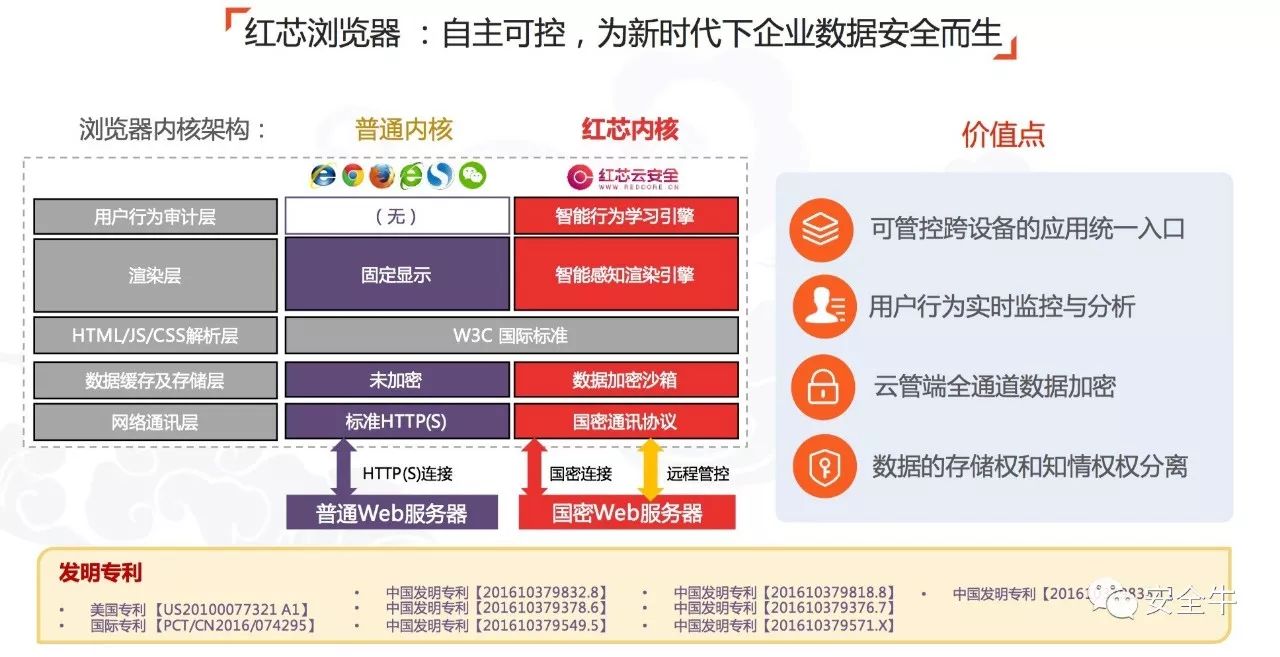 红芯浏览器 ：自主可控，为新时代下企业数据安全而生
浏览器内核架构： 普通内核 红芯内核
价值点
红芯云安全
WWW.REDCORE.CN
用户行为审计层 （无） 智能行为学习引擎
渲染层 固定显示 智能感知渲染引擎
HTML/JS/CSS解析层 W3C 国际标准
数据缓存及存储层 未加密 数据加密沙箱
网络通讯层 标准HTTP(S) 国密通讯协议
HTTP(S)连接 国密连接 远程管控
普通Web服务器 国密Web服务器
可管控跨设备的应用统一入口
用户行为实时监控与分析
云管端全通道数据加密
数据的存储权和知情权权分离
发明专利
• 美国专利 【US20100077321 A1】
• 国际专利 【PCT/CN2016/074295】
• 中国发明专利【201610379832.8】
• 中国发明专利【201610379378.6】
• 中国发明专利【201610379549.5】
• 中国发明专利【201610379818.8】
• 中国发明专利【201610379376.7】
• 中国发明专利【201610379571.X】
• 中国发明专利
安全牛